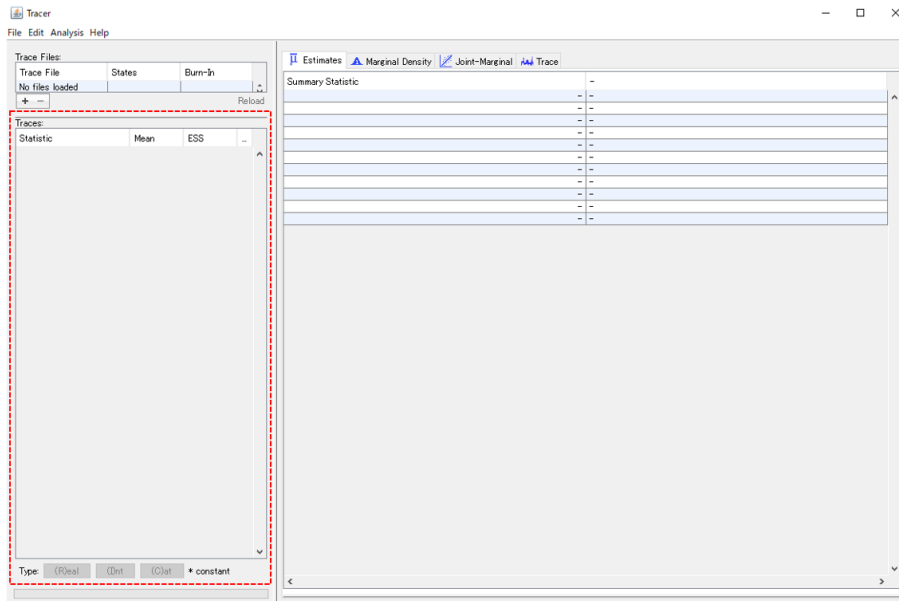 Tracer
File Edit Analysis Help
Trace Files:
Trace File States Burn-In
No files loaded
+ - Reload
Traces:
Statistic Mean ESS ...
Type: (R)eal (I)nt (C)at * constant
Estimates Marginal Density Joint-Marginal Trace
Summary Statistic -
- -
- -
- -
- -
- -
- -
- -
- -
- -
- -
- -